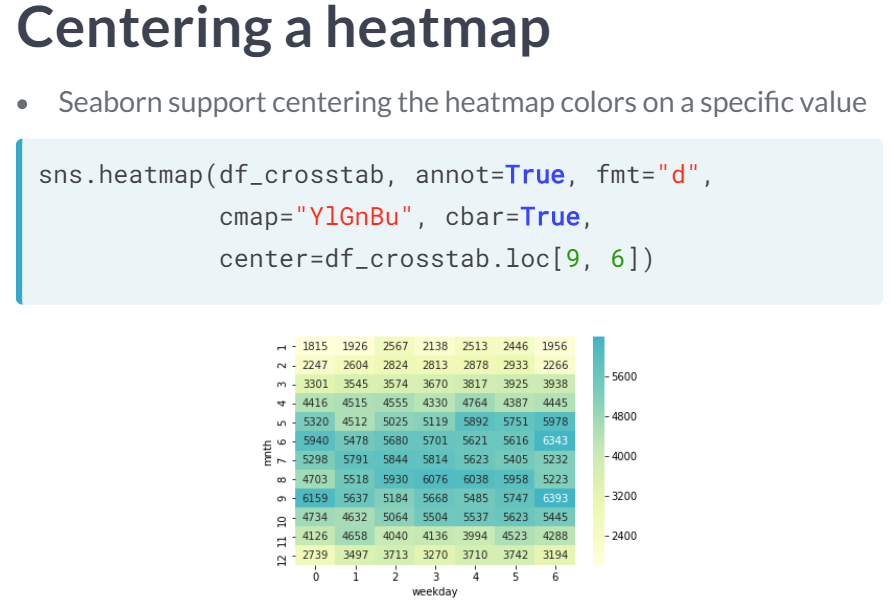 Centering a heatmap
• Seaborn support centering the heatmap colors on a specific value
sns.heatmap(df_crosstab, annot=True, fmt="d",
cmap="YlGnBu", cbar=True,
center=df_crosstab.loc[9, 6])
1 1815 1926 2567 2138 2513 2446 1956
2 2247 2604 2824 2813 2878 2933 2266
3 3301 3545 3574 3670 3817 3925 3938
4 4416 4515 4555 4330 4764 4387 4445
5 5320 4512 5025 5119 5892 5751 5978
6 5940 5478 5680 5701 5621 5616 6343
7 5298 5791 5844 5814 5623 5405 5232
8 4703 5518 5930 6076 6038 5958 5223
9 6159 5637 5184 5668 5485 5747 6393
10 4734 4632 5064 5504 5537 5623 5445
11 4126 4658 4040 4136 3994 4523 4288
12 2739 3497 3713 3270 3710 3742 3194
0 1 2 3 4 5 6
weekday
mnth
5600
4800
4000
3200
2400